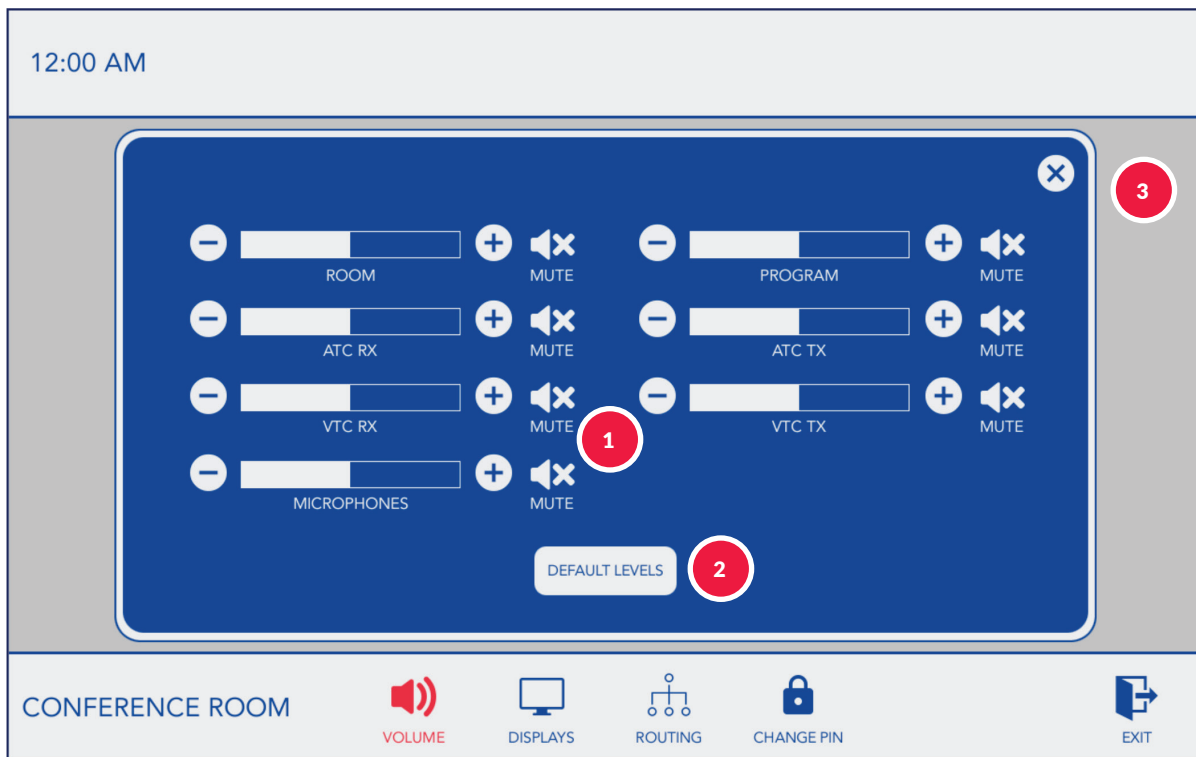 12:00 AM
3
ROOM MUTE PROGRAM MUTE
ATC RX MUTE ATC TX MUTE
VTC RX MUTE VTC TX MUTE
1
MICROPHONES MUTE
DEFAULT LEVELS
2
CONFERENCE ROOM
VOLUME DISPLAYS ROUTING CHANGE PIN EXIT